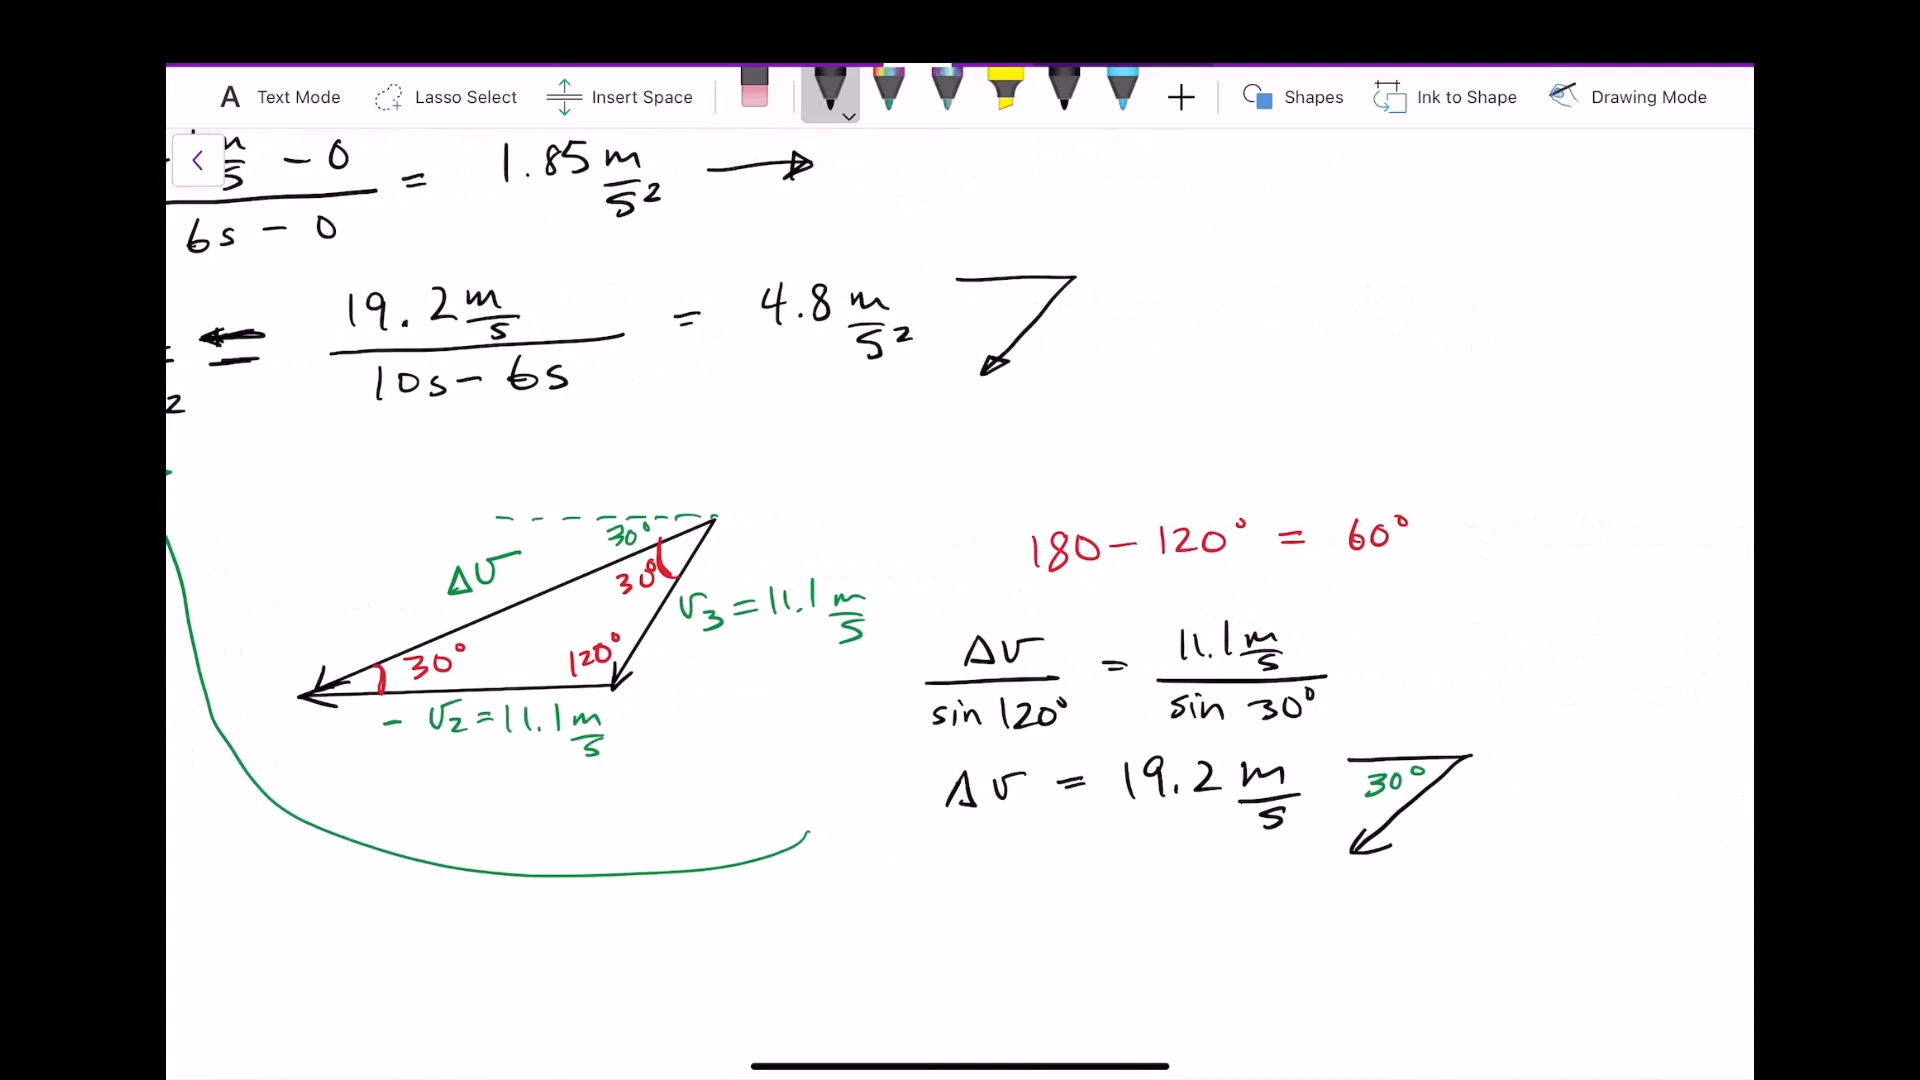 Text Mode Lasso Select Insert Space Shapes Ink to Shape Drawing Mode
m/s - 0 / 6s - 0 = 1.85 m/s²
2 = 19.2 m/s / 10s - 6s = 4.8 m/s²
30°
Δv
30°
v₃ = 11.1 m/s
30°
120°
- v₂ = 11.1 m/s
180 - 120° = 60°
Δv / sin 120° = 11.1 m/s / sin 30°
Δv = 19.2 m/s 30°